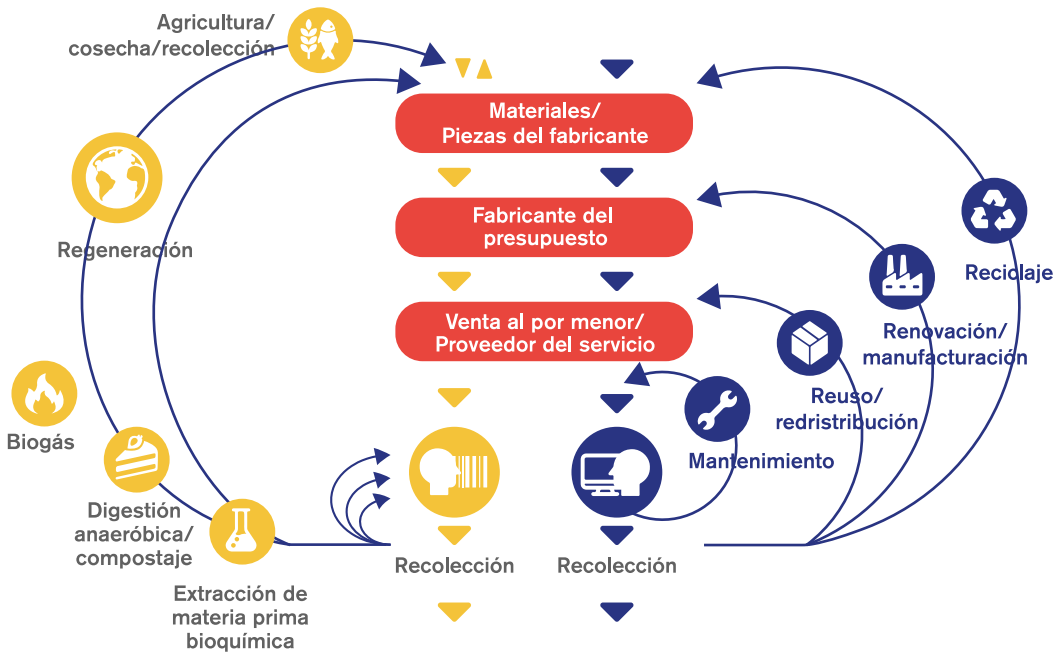 Agricultura/
cosecha/recolección
Materiales/
Piezas del fabricante
Regeneración
Fabricante del
presupuesto
Reciclaje
Venta al por menor/
Proveedor del servicio
Renovación/
manufacturación
Biogás
Reuso/
redristribución
Mantenimiento
Digestión
anaeróbica/
compostaje
Recolección
Recolección
Extracción de
materia prima
bioquímica